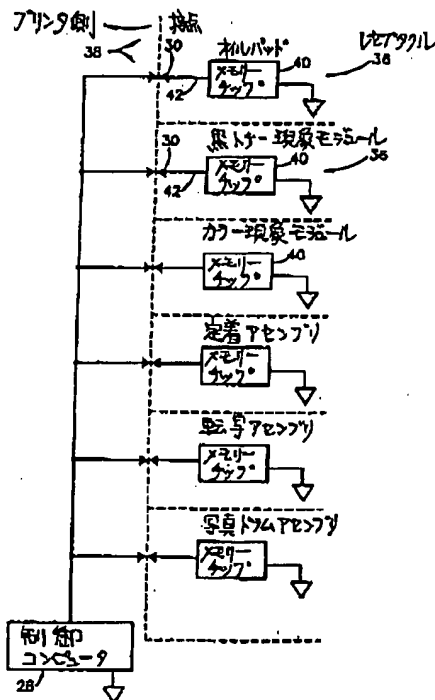 プリンタ側 接点
38 30 オイルパッド 40 レセプタクル
メモリーチップ 36
42
黒トナー現象モジュール
30 40
メモリーチップ 36
42
カラー現象モジュール
メモリーチップ 40
定着アセンブリ
メモリーチップ
転写アセンブリ
メモリーチップ
写真ドラムアセンブリ
メモリーチップ
制御
コンピュータ
28